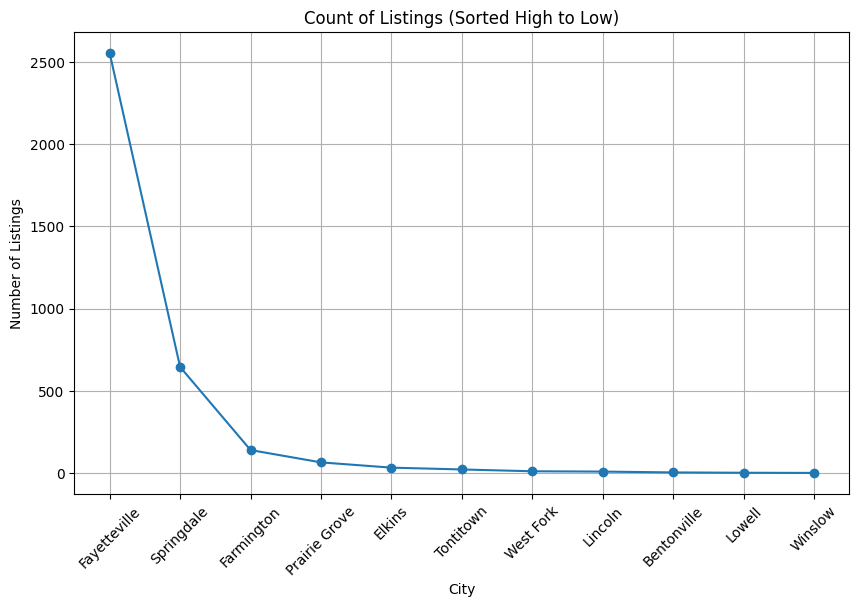 Count of Listings (Sorted High to Low)
Number of Listings
2500
2000
1500
1000
500
0
Fayetteville
Springdale
Farmington
Prairie Grove
Elkins
Tontitown
West Fork
Lincoln
Bentonville
Lowell
Winslow
City